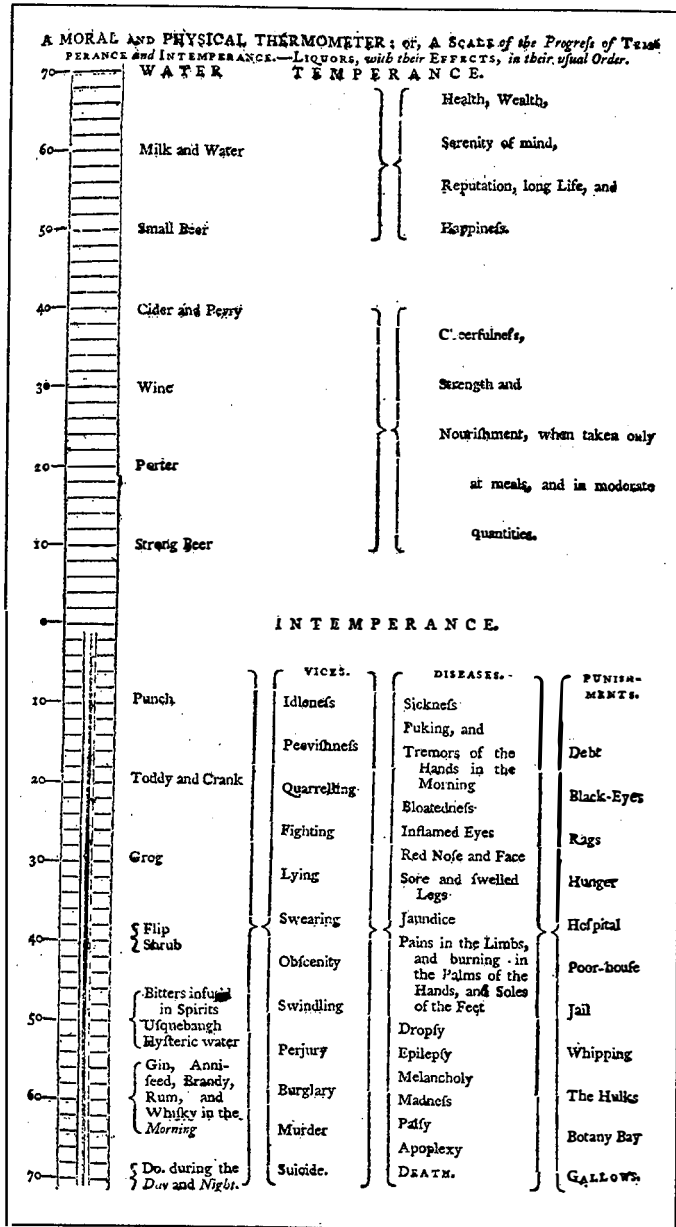 A MORAL AND PHYSICAL THERMOMETER; or, A SCALE of the Progreſs of TEM-
PERANCE and INTEMPERANCE.—LIQUORS, with their EFFECTS, in their uſual Order.
70 WATER TEMPERANCE.
Health, Wealth,
Serenity of mind,
60 Milk and Water
Reputation, long Life, and
50 Small Beer Happineſs.
40 Cider and Perry
Cheerfulneſs,
30 Wine Strength and
Nouriſhment, when taken only
20 Porter
at meals, and in moderate
quantities.
10 Strong Beer
0 INTEMPERANCE.
VICES. DISEASES. PUNISH-
MENTS.
10 Punch
20 Toddy and Crank
30 Grog
40 Flip
Shrub
Bitters infuſed
in Spirits
50 Uſquebaugh
Hyſteric water
Gin, Anni-
ſeed, Brandy,
60 Rum, and
Whiſky in the
Morning
70 Do. during the
Day and Night.
Idleneſs
Peeviſhneſs
Quarrelling
Fighting
Lying
Swearing
Obſcenity
Swindling
Perjury
Burglary
Murder
Suicide.
Sickneſs
Puking, and
Tremors of the
Hands in the
Morning
Bloatedneſs
Inflamed Eyes
Red Noſe and Face
Sore and ſwelled
Legs
Jaundice
Pains in the Limbs,
and burning in
the Palms of the
Hands, and Soles
of the Feet
Dropſy
Epilepſy
Melancholy
Madneſs
Palſy
Apoplexy
DEATH.
Debt
Black-Eyes
Rags
Hunger
Hoſpital
Poor-houſe
Jail
Whipping
The Hulks
Botany Bay
GALLOWS.